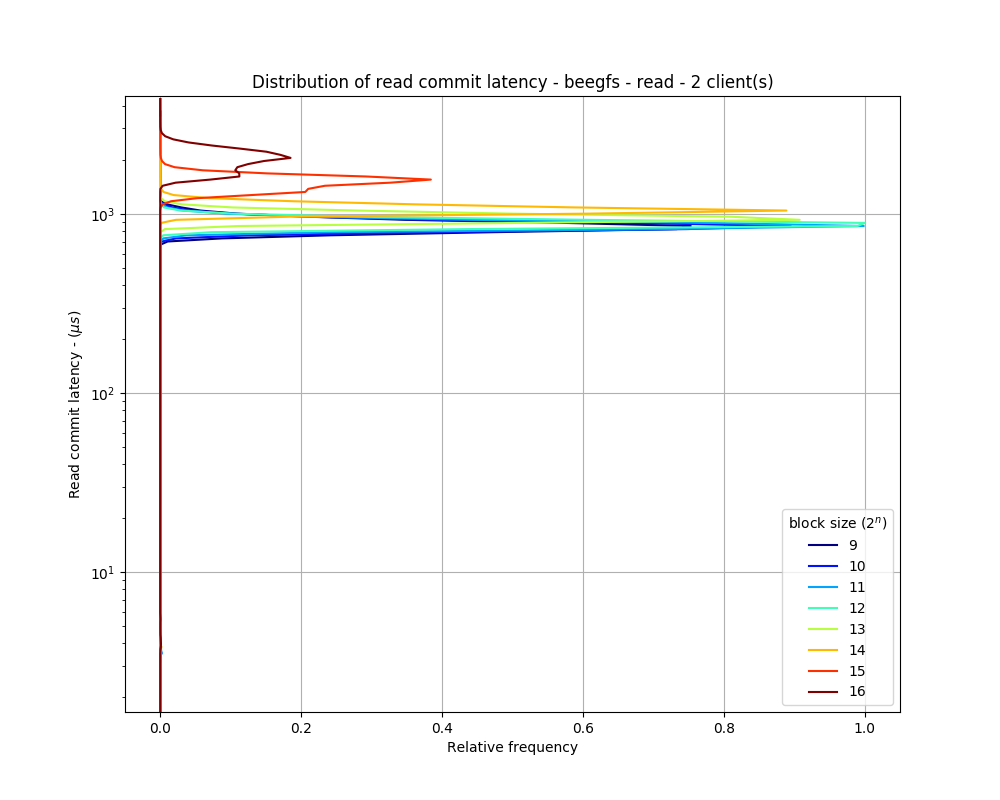 Distribution of read commit latency - beegfs - read - 2 client(s)
Read commit latency - (μs)
10³
10²
10¹
block size (2ⁿ)
9
10
11
12
13
14
15
16
0.0 0.2 0.4 0.6 0.8 1.0
Relative frequency